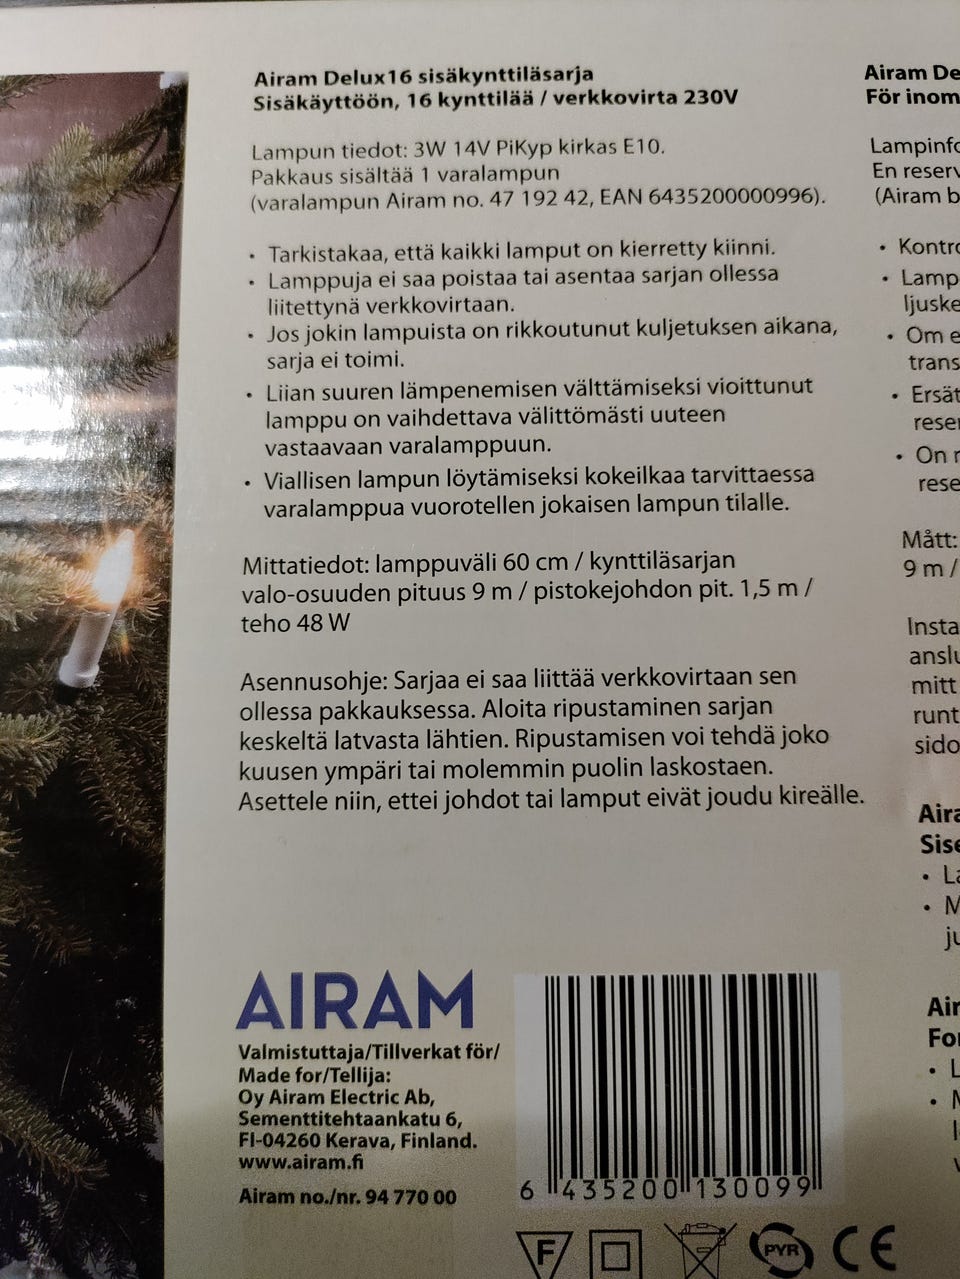 Airam Delux16 sisäkynttiläsarja
Sisäkäyttöön, 16 kynttilää / verkkovirta 230V
Lampun tiedot: 3W 14V PiKyp kirkas E10.
Pakkaus sisältää 1 varalampun
(varalampun Airam no. 47 192 42, EAN 6435200000996).
• Tarkistakaa, että kaikki lamput on kierretty kiinni.
• Lamppuja ei saa poistaa tai asentaa sarjan ollessa
liitettynä verkkovirtaan.
• Jos jokin lampuista on rikkoutunut kuljetuksen aikana,
sarja ei toimi.
• Liian suuren lämpenemisen välttämiseksi vioittunut
lamppu on vaihdettava välittömästi uuteen
vastaavaan varalamppuun.
• Viallisen lampun löytämiseksi kokeilkaa tarvittaessa
varalamppua vuorotellen jokaisen lampun tilalle.
Mittatiedot: lamppuväli 60 cm / kynttiläsarjan
valo-osuuden pituus 9 m / pistokejohdon pit. 1,5 m /
teho 48 W
Asennusohje: Sarjaa ei saa liittää verkkovirtaan sen
ollessa pakkauksessa. Aloita ripustaminen sarjan
keskeltä latvasta lähtien. Ripustamisen voi tehdä joko
kuusen ympäri tai molemmin puolin laskostaen.
Asettele niin, ettei johdot tai lamput eivät joudu kireälle.
AIRAM
Valmistuttaja/Tillverkat för/
Made for/Tellija:
Oy Airam Electric Ab,
Sementtitehtaankatu 6,
FI-04260 Kerava, Finland.
www.airam.fi
Airam no./nr. 94 770 00
6 435200 130099
F
PYR
CE
Airam De
För inom
Lampinfo
En reserv
(Airam b
• Kontro
• Lamp
ljuske
• Om e
trans
• Ersät
reser
• On r
rese
Mått:
9 m /
Insta
anslu
mitt
runt
sido
Aira
Sise
• La
• M
ju
Air
For
• L
• M